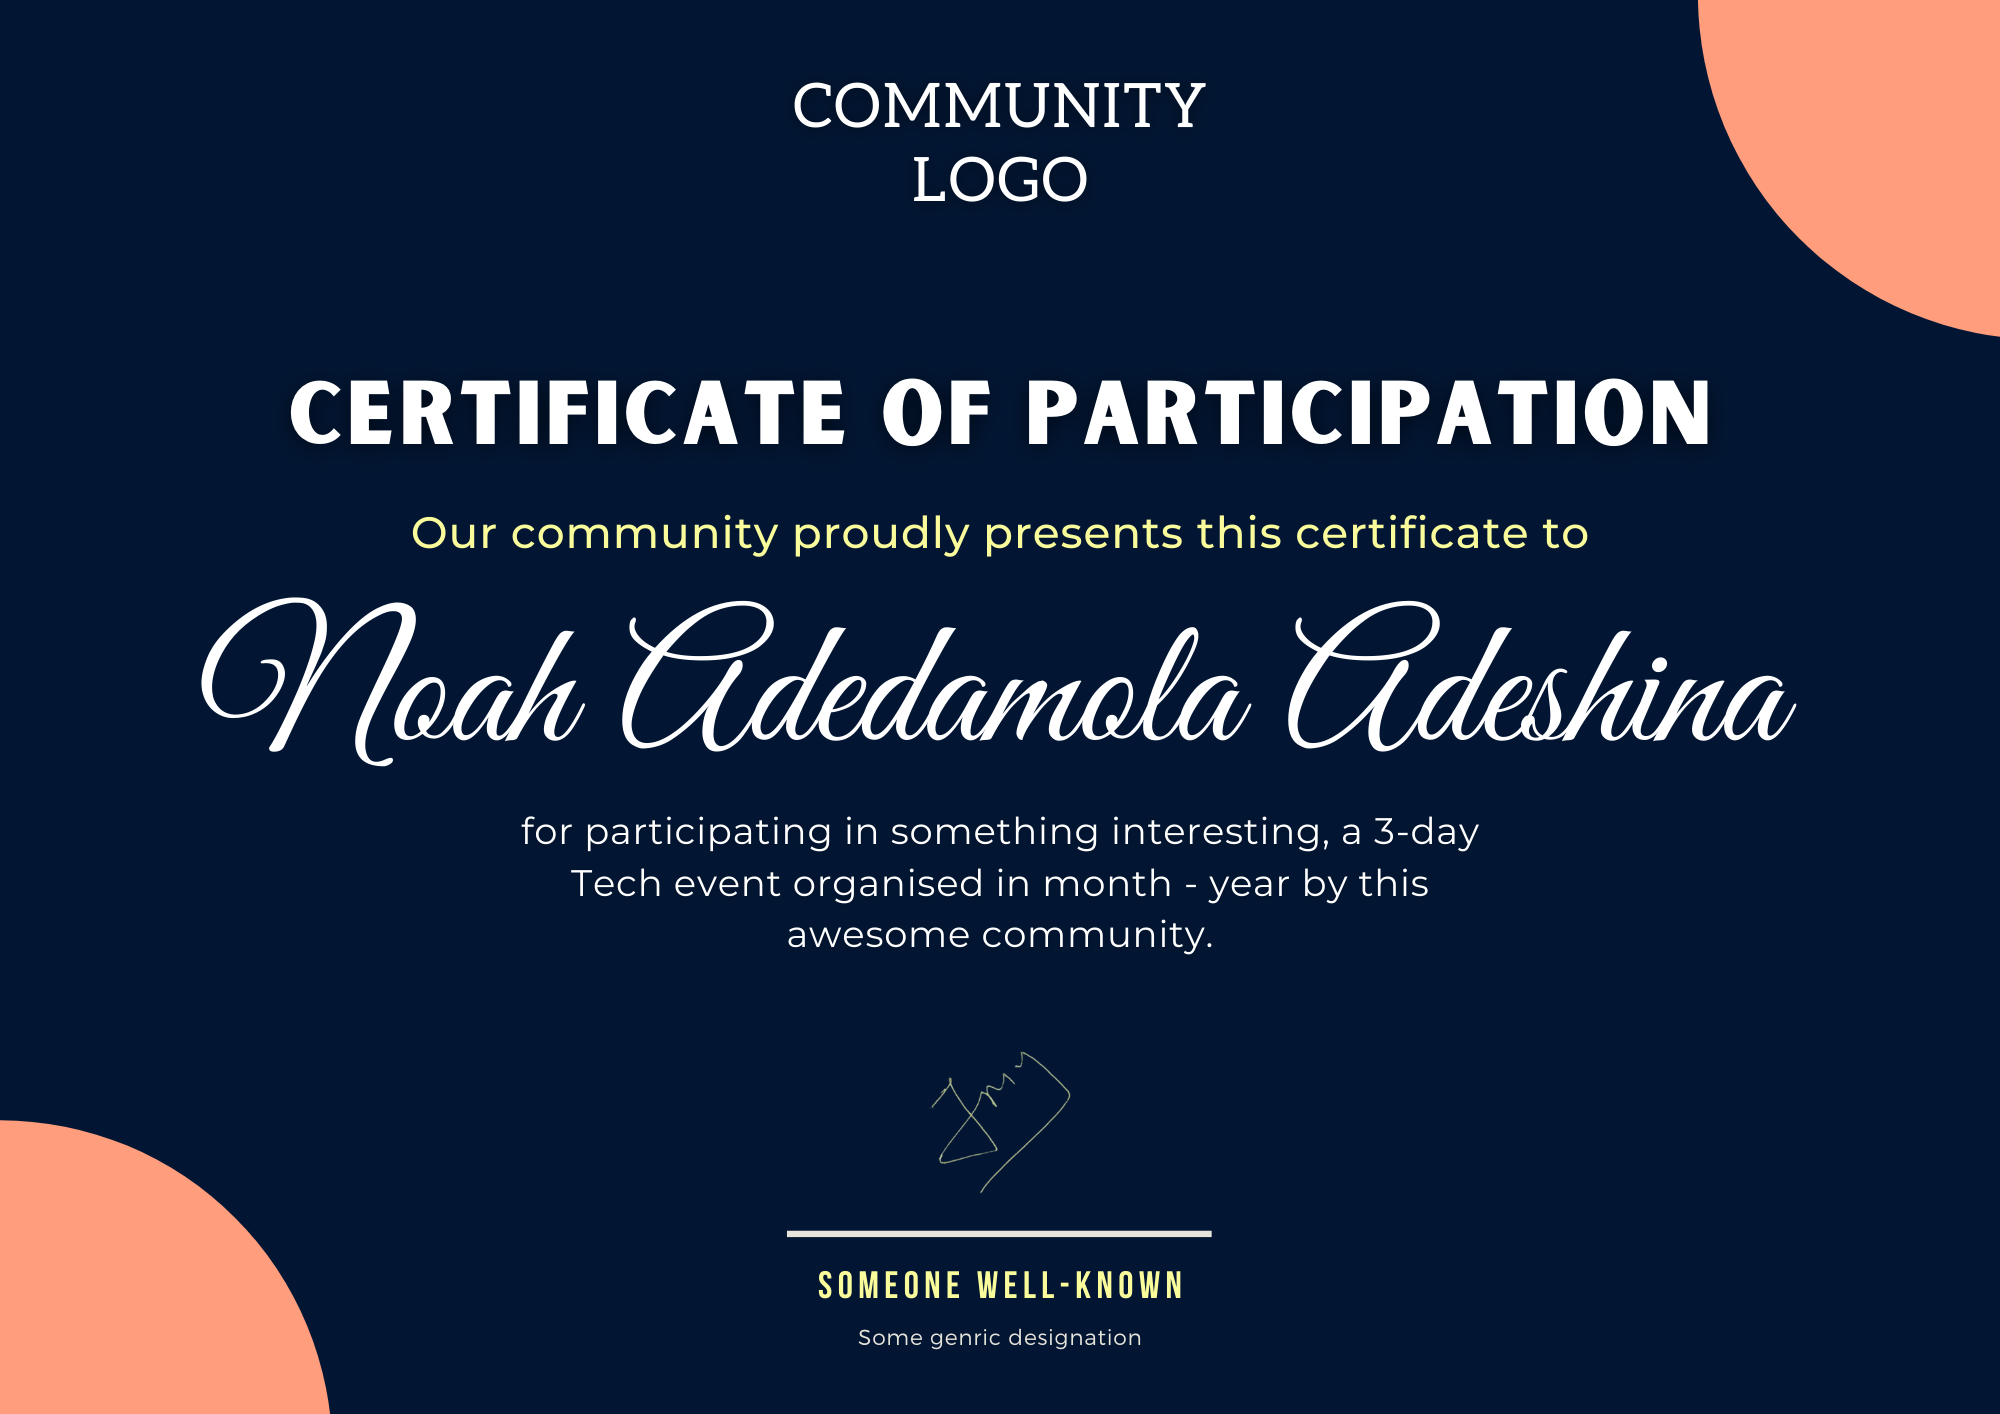 COMMUNITY
LOGO
CERTIFICATE OF PARTICIPATION
Our community proudly presents this certificate to
Noah Adedamola Adeshina
for participating in something interesting, a 3-day
Tech event organised in month - year by this
awesome community.
SOMEONE WELL-KNOWN
Some genric designation